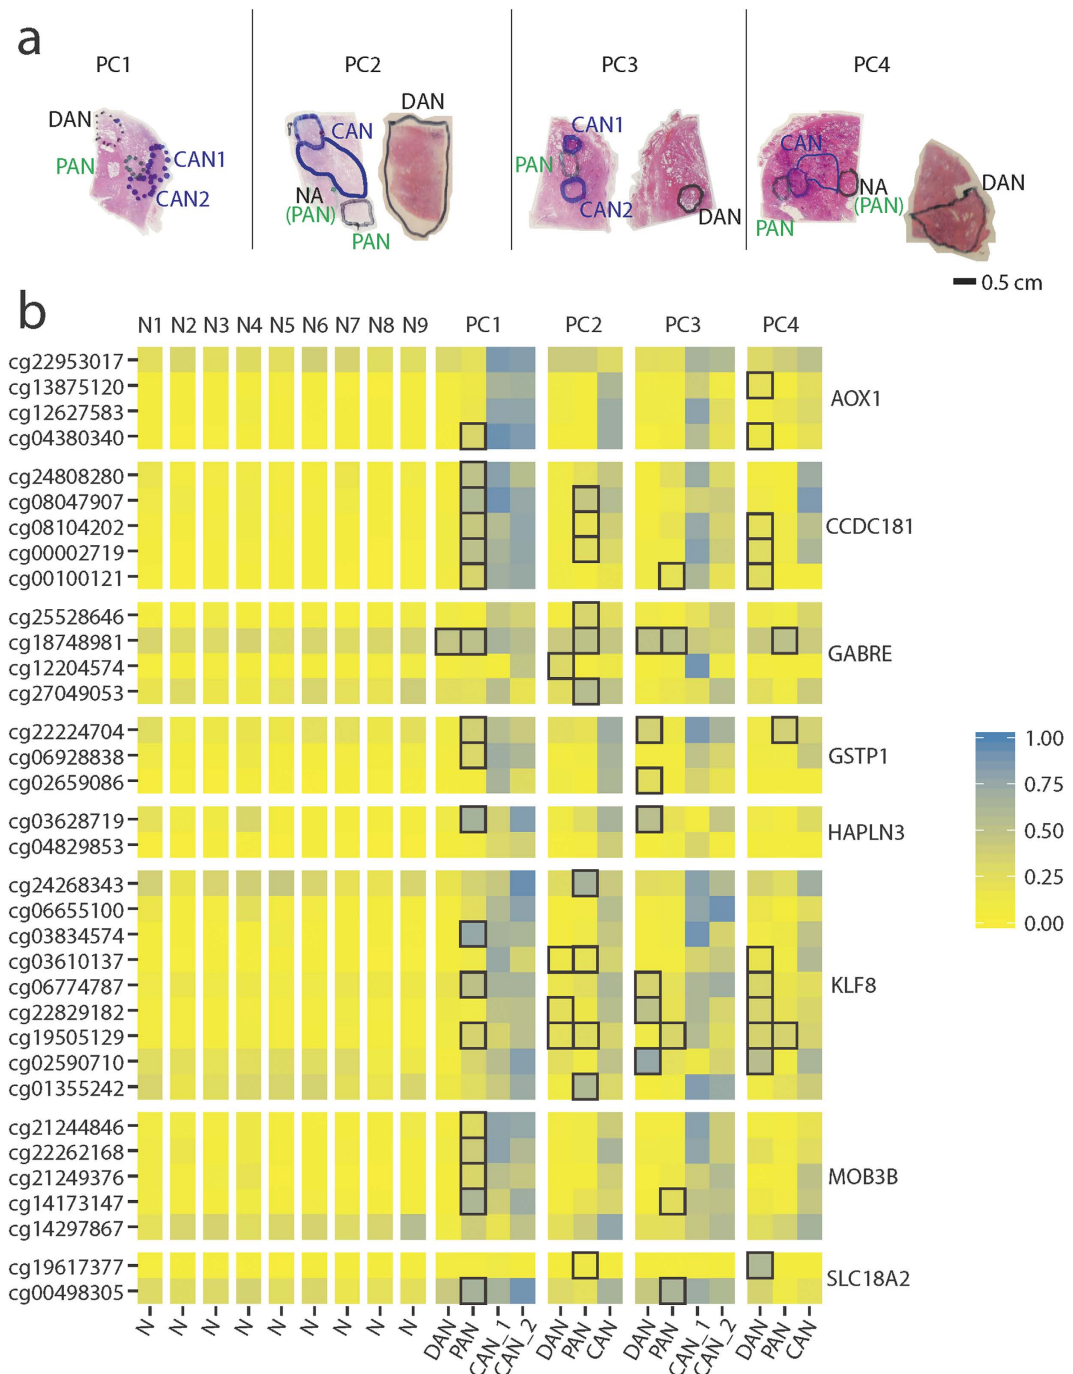 a
PC1
PC2
PC3
PC4
DAN
PAN
CAN1
CAN2
CAN
DAN
NA
(PAN)
PAN
CAN1
PAN
CAN2
DAN
CAN
NA
(PAN)
PAN
DAN
0.5 cm
b
N1 N2 N3 N4 N5 N6 N7 N8 N9 PC1 PC2 PC3 PC4
cg22953017
cg13875120
cg12627583
cg04380340
AOX1
cg24808280
cg08047907
cg08104202
cg00002719
cg00100121
CCDC181
cg25528646
cg18748981
cg12204574
cg27049053
GABRE
cg22224704
cg06928838
cg02659086
GSTP1
cg03628719
cg04829853
HAPLN3
cg24268343
cg06655100
cg03834574
cg03610137
cg06774787
cg22829182
cg19505129
cg02590710
cg01355242
KLF8
cg21244846
cg22262168
cg21249376
cg14173147
cg14297867
MOB3B
cg19617377
cg00498305
SLC18A2
1.00
0.75
0.50
0.25
0.00
N N N N N N N N N DAN PAN CAN_1 CAN_2 DAN PAN CAN DAN PAN CAN_1 CAN_2 DAN PAN CAN